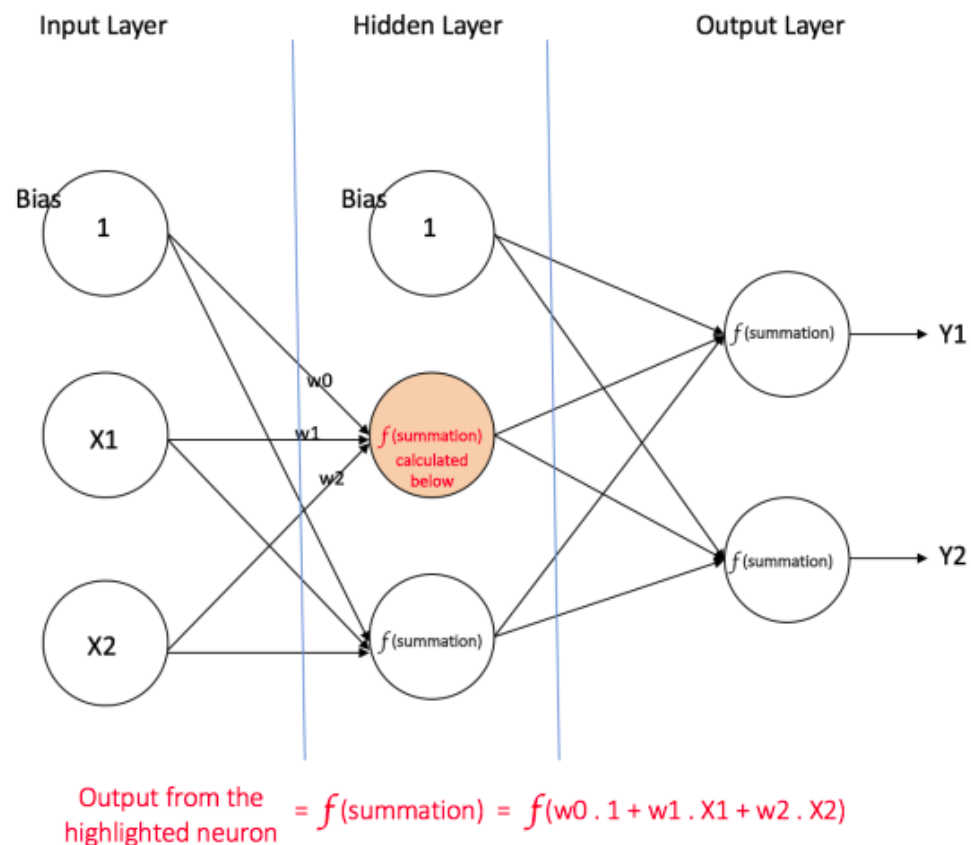 Input Layer
Hidden Layer
Output Layer
Bias
1
Bias
1
f(summation)
Y1
w0
X1
w1
f(summation)
calculated
below
w2
f(summation)
Y2
X2
f(summation)
Output from the
highlighted neuron
= f(summation) = f(w0 . 1 + w1 . X1 + w2 . X2)